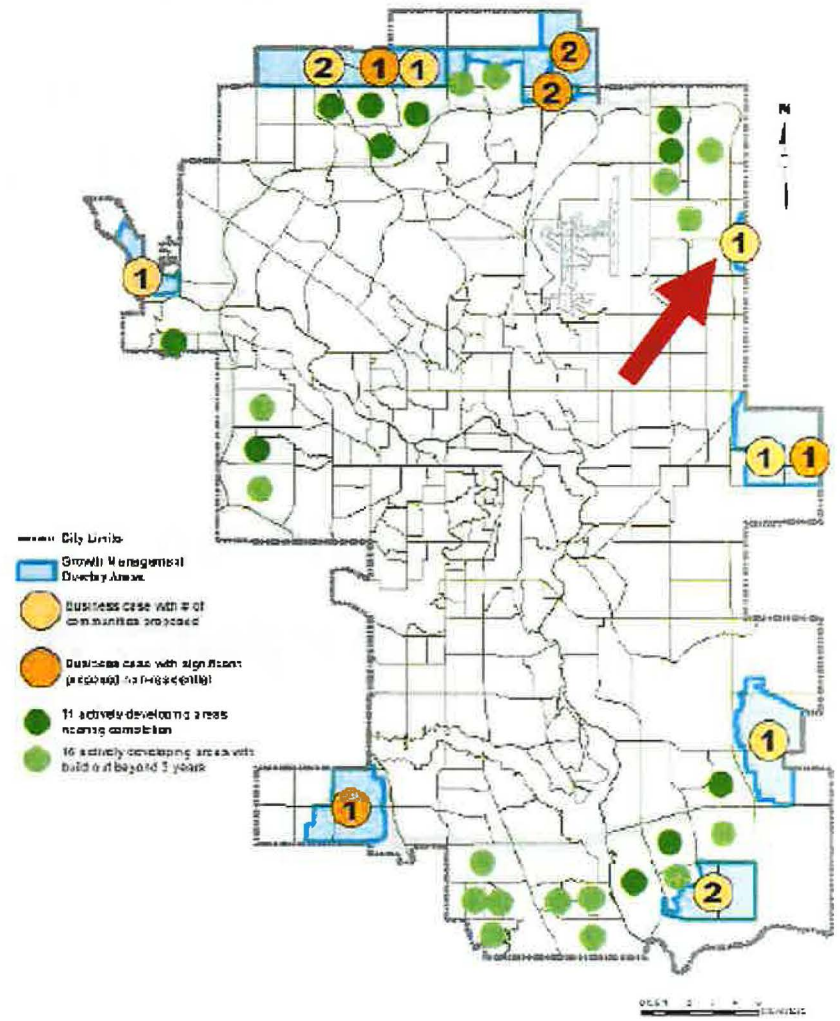 2
1
1
2
2
N
1
1
1
1
City Limits
Growth Management
Overlay Areas
Business case with # of
communities proposed
Business case with significant
proposed non-residential
11 actively developing areas
nearing completion
16 actively developing areas with
build out beyond 3 years
1
1
2